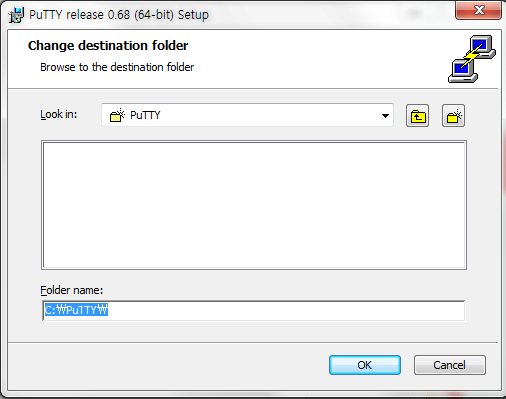 PuTTY release 0.68 (64-bit) Setup
Change destination folder
Browse to the destination folder
Look in:
PuTTY
Folder name:
C:₩PuTTY₩
OK
Cancel